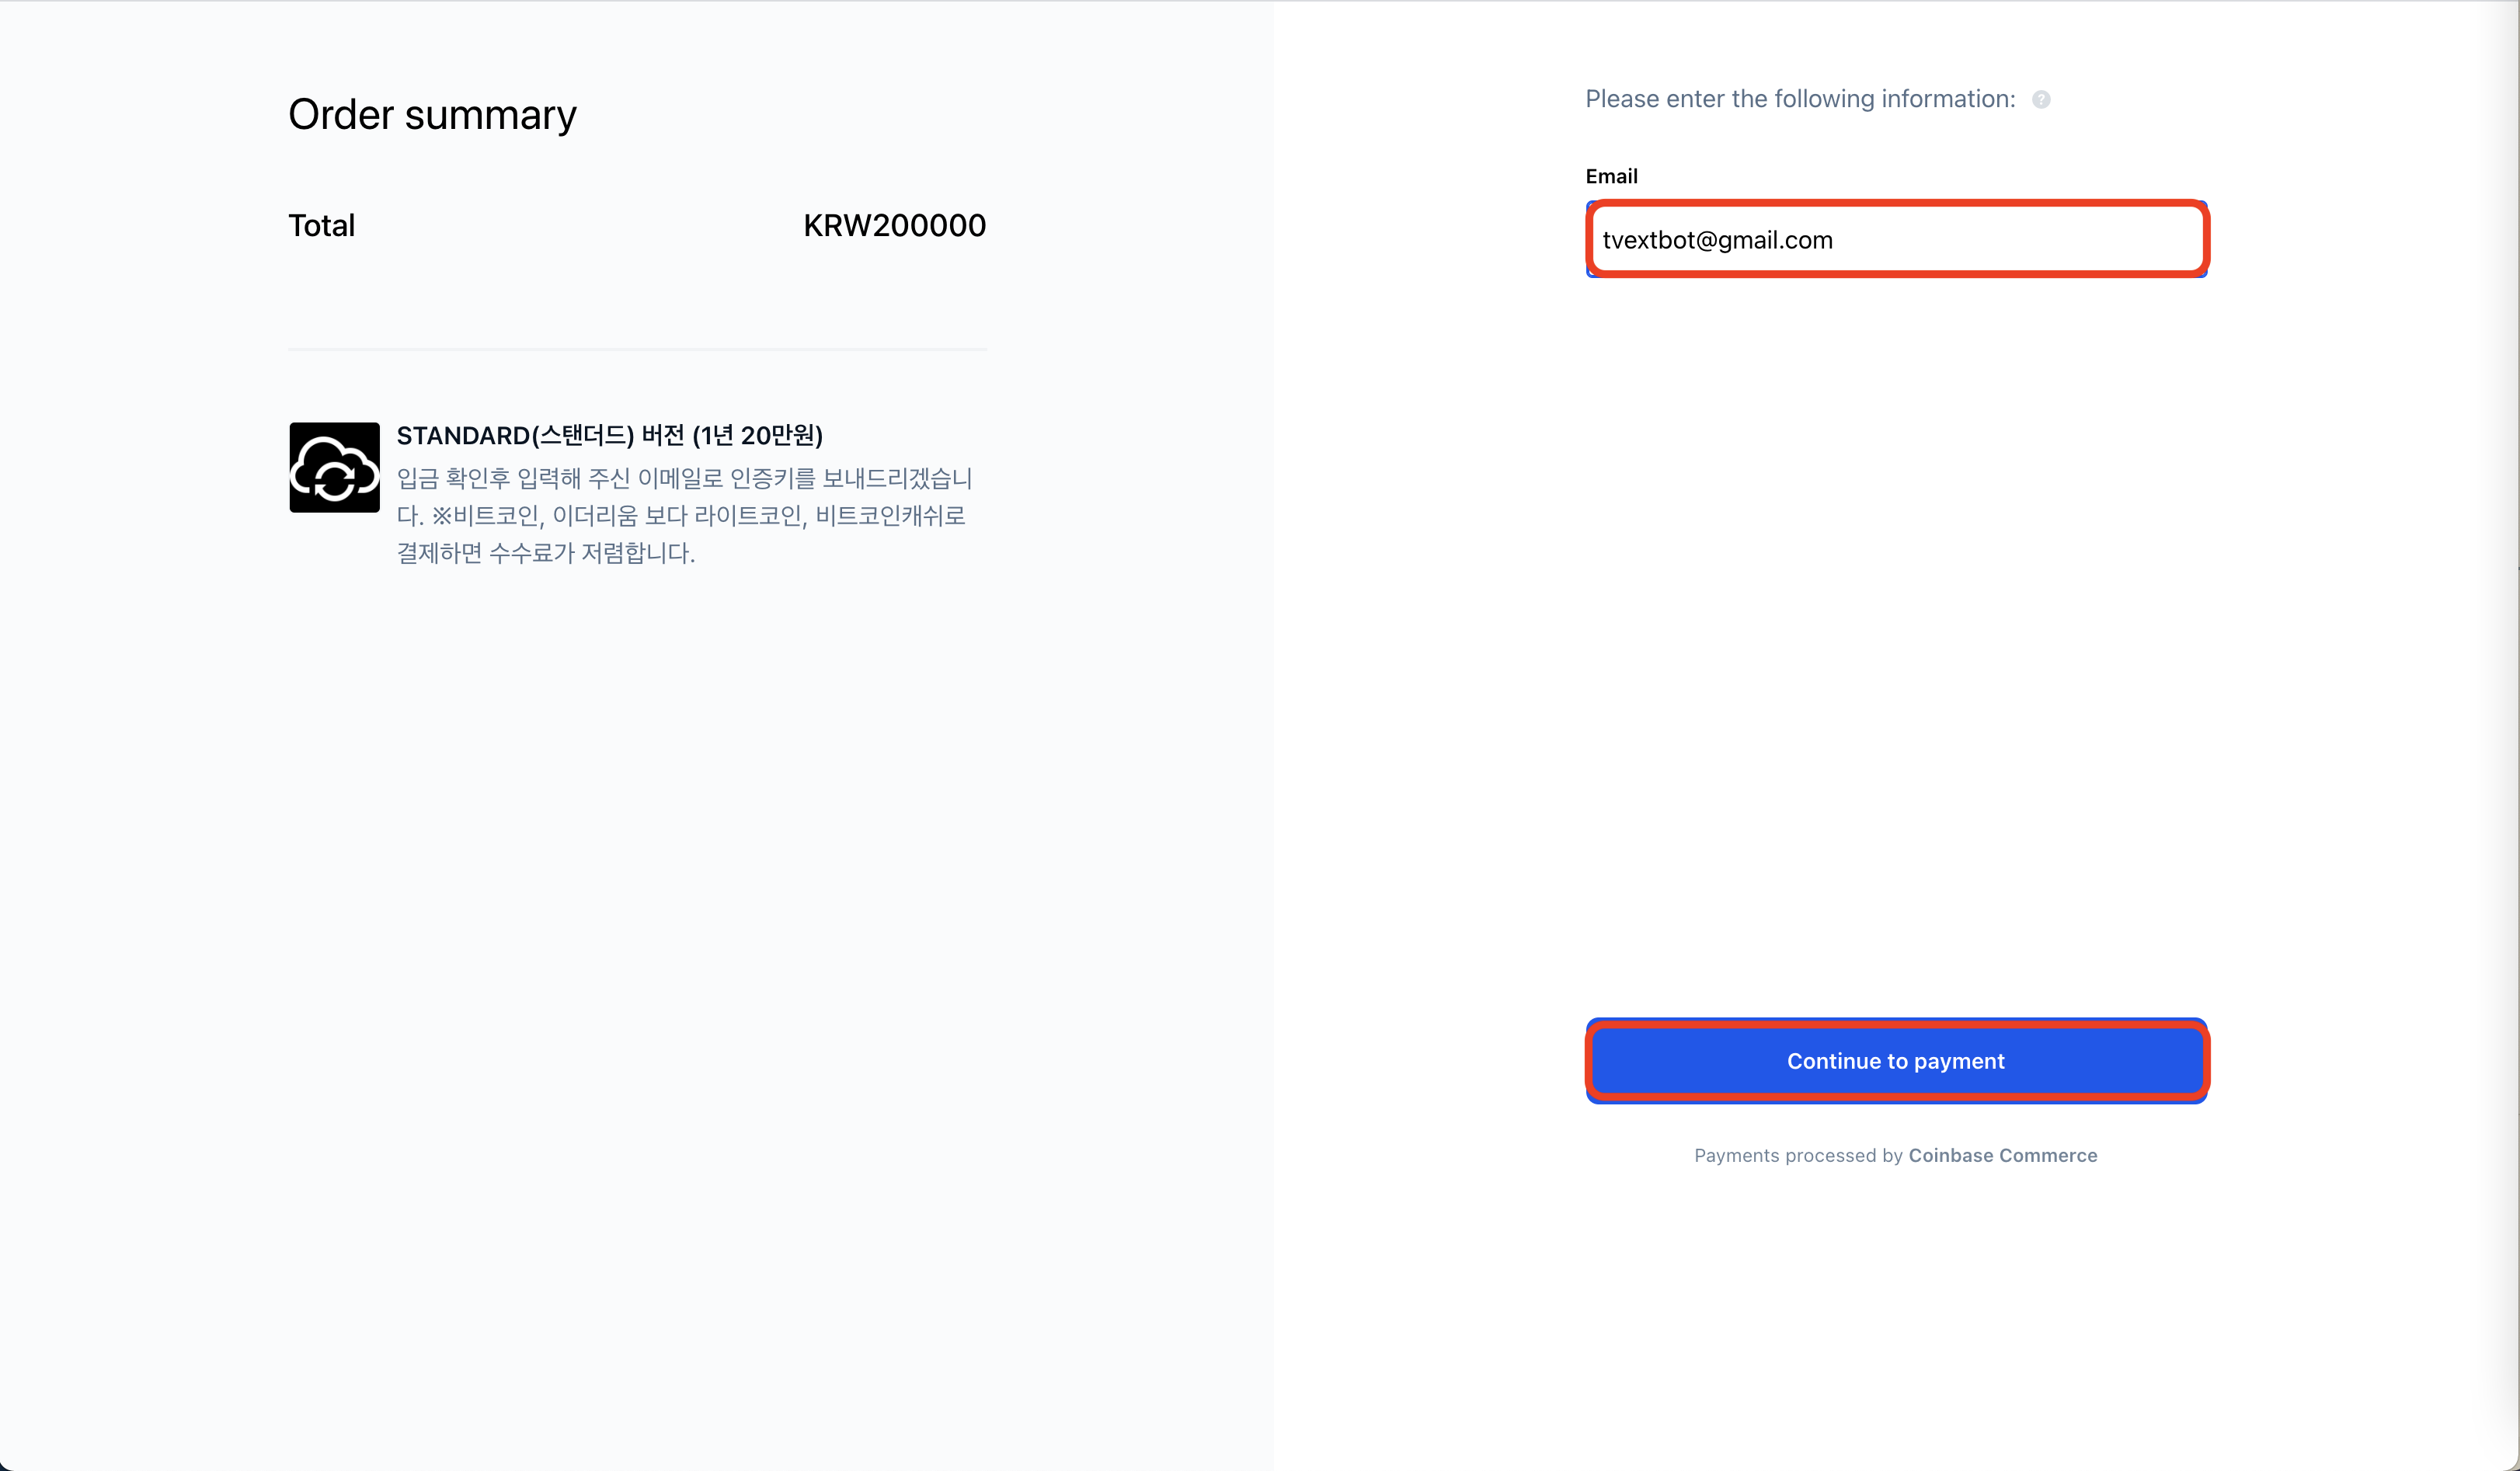 Order summary
Total KRW200000
STANDARD(스탠더드) 버전 (1년 20만원)
입금 확인후 입력해 주신 이메일로 인증키를 보내드리겠습니
다. ※비트코인, 이더리움 보다 라이트코인, 비트코인캐쉬로
결제하면 수수료가 저렴합니다.
Please enter the following information: ?
Email
tvextbot@gmail.com
Continue to payment
Payments processed by Coinbase Commerce